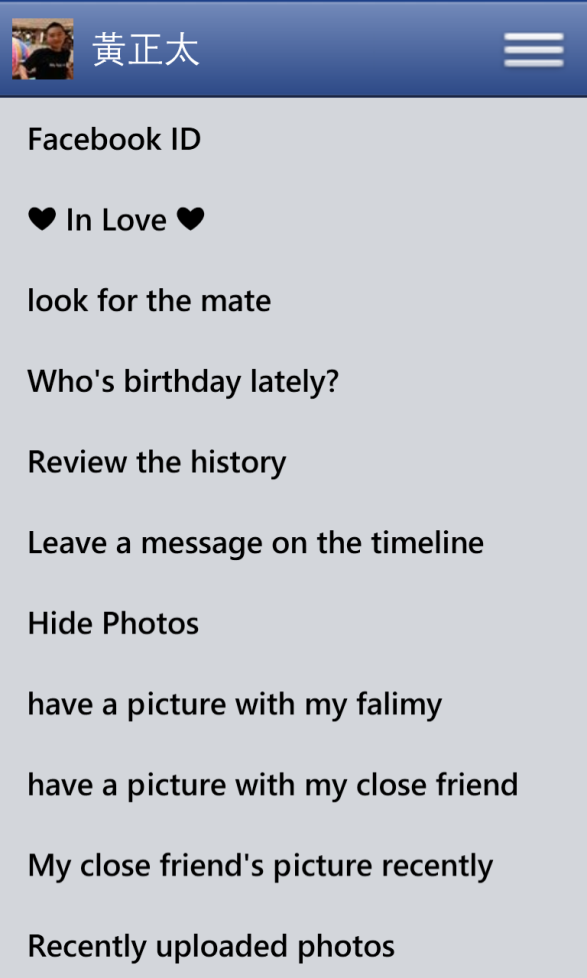 黃正太
Facebook ID
♥ In Love ♥
look for the mate
Who's birthday lately?
Review the history
Leave a message on the timeline
Hide Photos
have a picture with my falimy
have a picture with my close friend
My close friend's picture recently
Recently uploaded photos